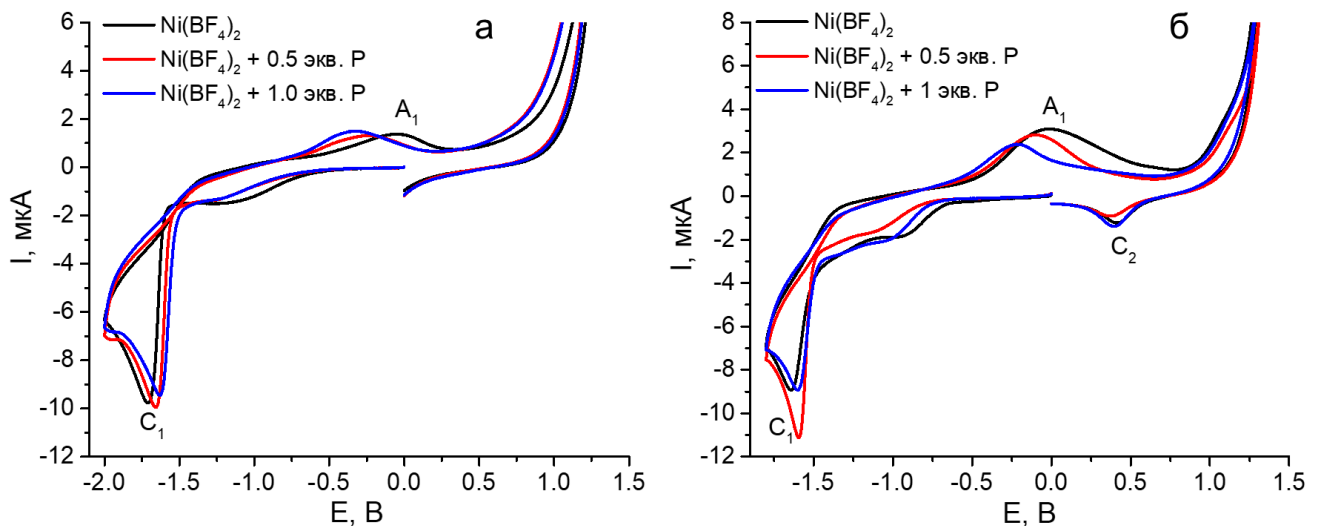 Ni(BF₄)₂
Ni(BF₄)₂ + 0.5 экв. P
Ni(BF₄)₂ + 1.0 экв. P
а
A₁
C₁
6
4
2
0
-2
-4
-6
-8
-10
-12
I, мкА
-2.0 -1.5 -1.0 -0.5 0.0 0.5 1.0 1.5
E, В
Ni(BF₄)₂
Ni(BF₄)₂ + 0.5 экв. P
Ni(BF₄)₂ + 1 экв. P
б
A₁
C₂
C₁
8
6
4
2
0
-2
-4
-6
-8
-10
-12
I, мкА
-1.5 -1.0 -0.5 0.0 0.5 1.0 1.5
E, В